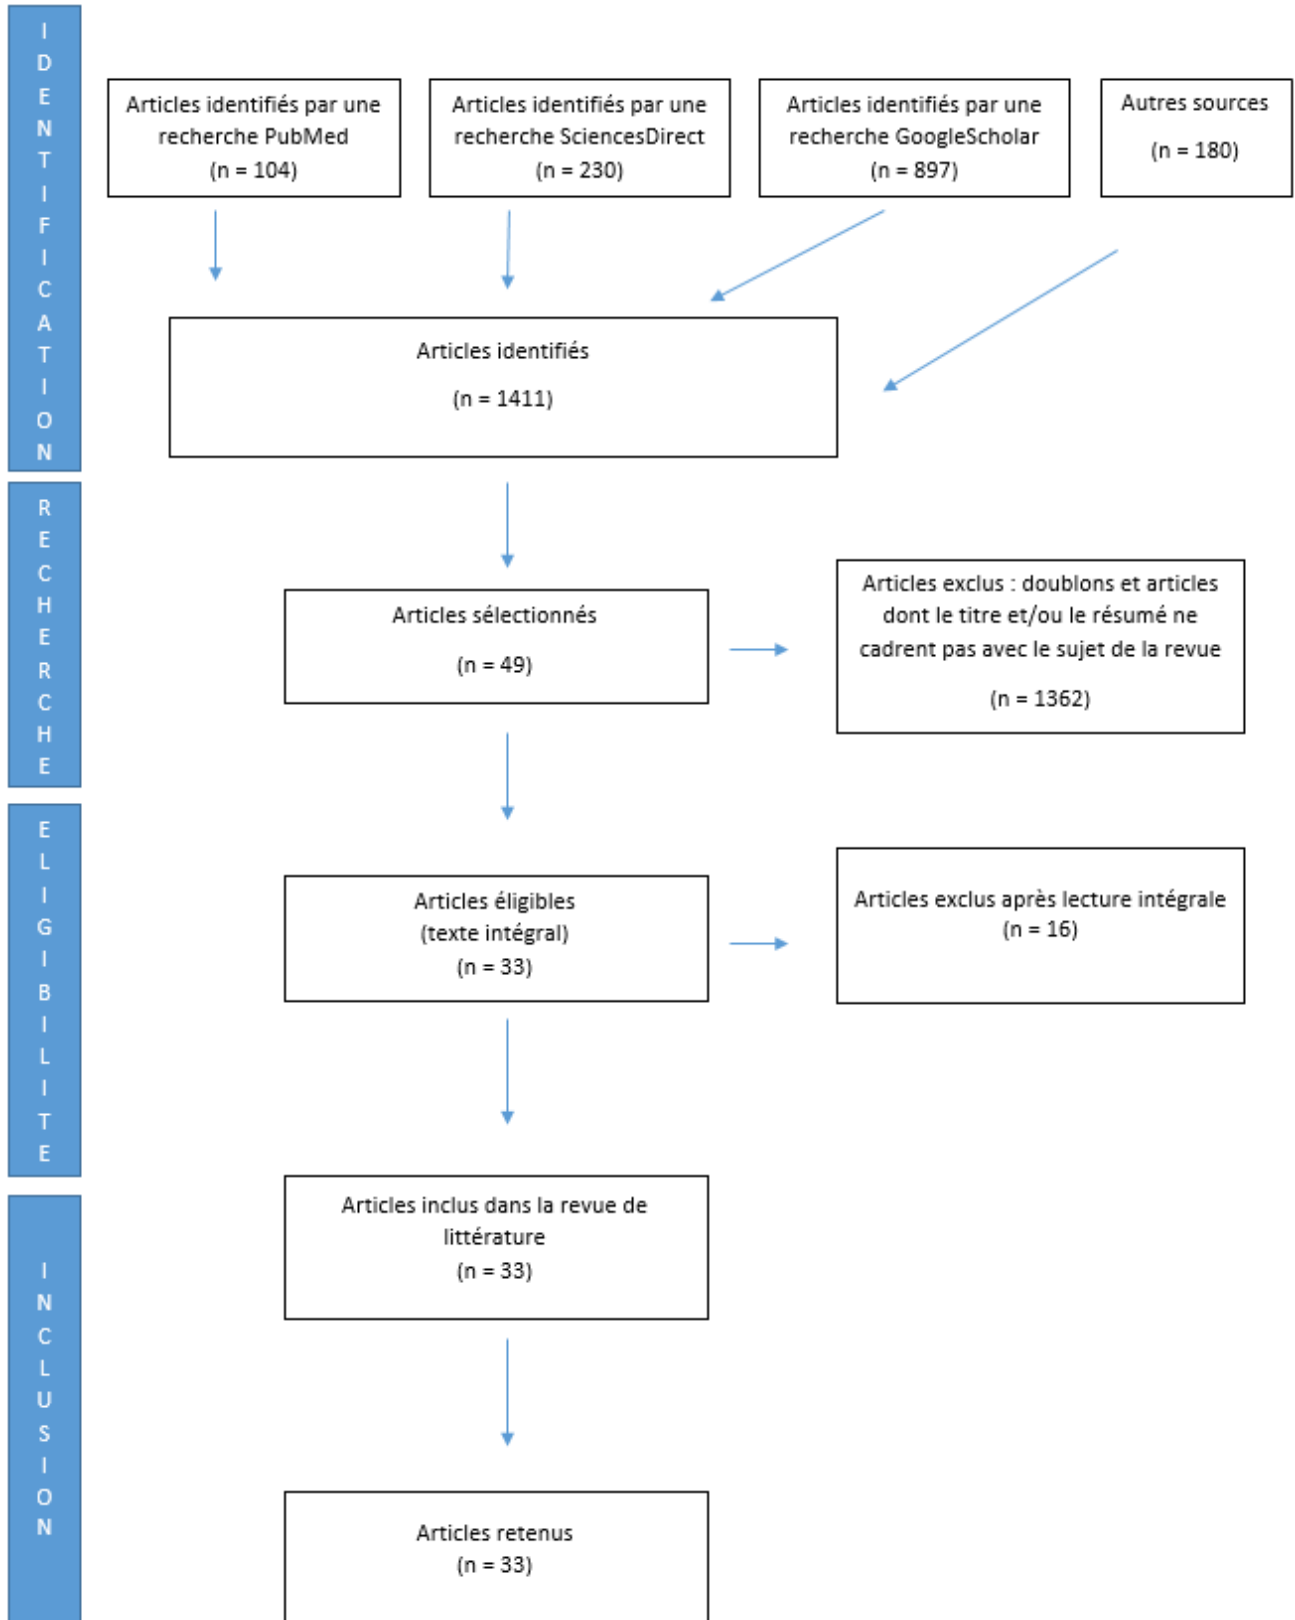 IDENTIFICATION
Articles identifiés par une
recherche PubMed
(n = 104)
Articles identifiés par une
recherche SciencesDirect
(n = 230)
Articles identifiés par une
recherche GoogleScholar
(n = 897)
Autres sources
(n = 180)
Articles identifiés
(n = 1411)
RECHERCHE
Articles sélectionnés
(n = 49)
Articles exclus : doublons et articles
dont le titre et/ou le résumé ne
cadrent pas avec le sujet de la revue
(n = 1362)
ELIGIBILITE
Articles éligibles
(texte intégral)
(n = 33)
Articles exclus après lecture intégrale
(n = 16)
INCLUSION
Articles inclus dans la revue de
littérature
(n = 33)
Articles retenus
(n = 33)